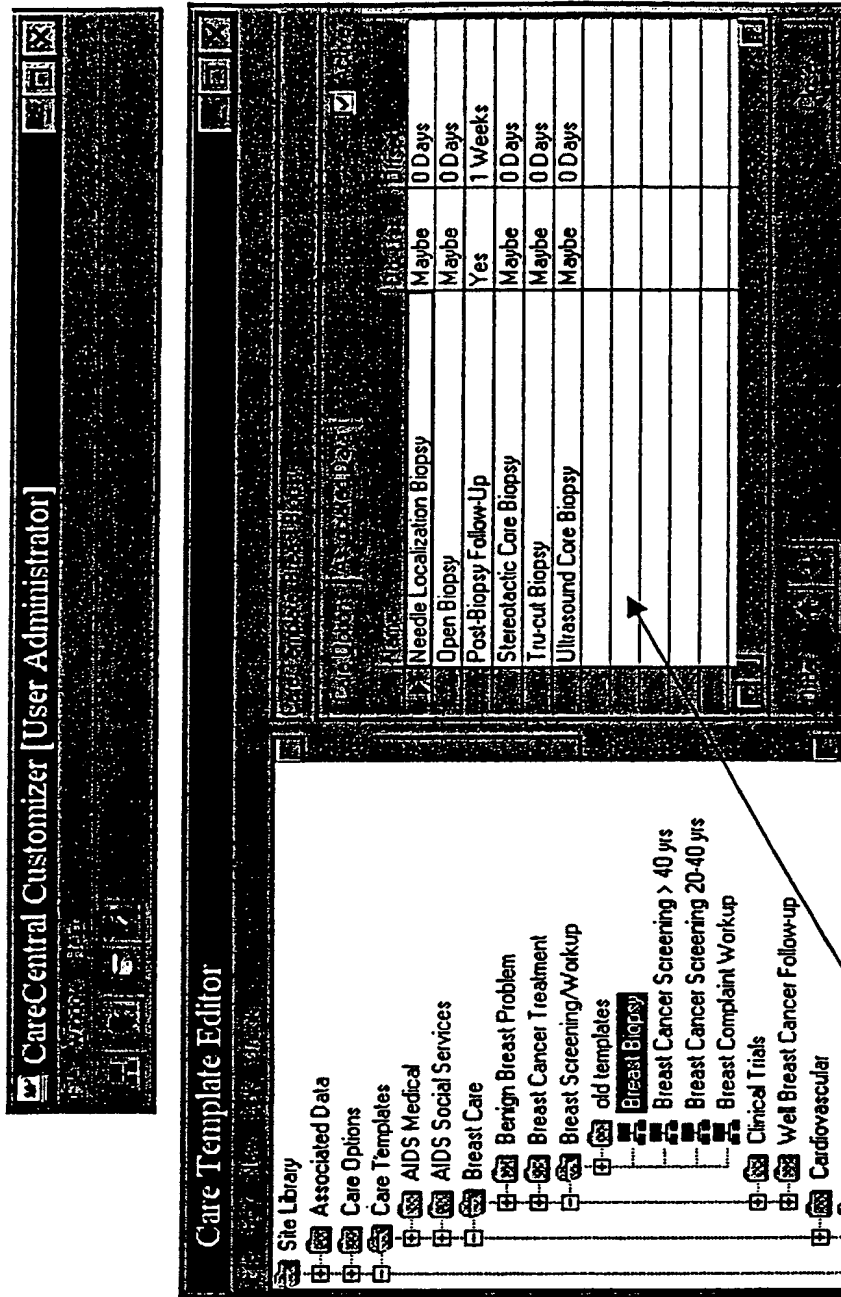 CareCentral Customizer [User Administrator]
Care Template Editor
Site Library
Associated Data
Care Options
Care Templates
AIDS Medical
AIDS Social Services
Breast Care
Benign Breast Problem
Breast Cancer Treatment
Breast Screening/Workup
old templates
Breast Biopsy
Breast Cancer Screening > 40 yrs
Breast Cancer Screening 20-40 yrs
Breast Complaint Workup
Clinical Trials
Well Breast Cancer Follow-up
Cardiovascular
Needle Localization Biopsy Maybe 0 Days
Open Biopsy Maybe 0 Days
Post-Biopsy Follow-Up Yes 1 Weeks
Stereotactic Core Biopsy Maybe 0 Days
Tru-cut Biopsy Maybe 0 Days
Ultrasound Core Biopsy Maybe 0 Days